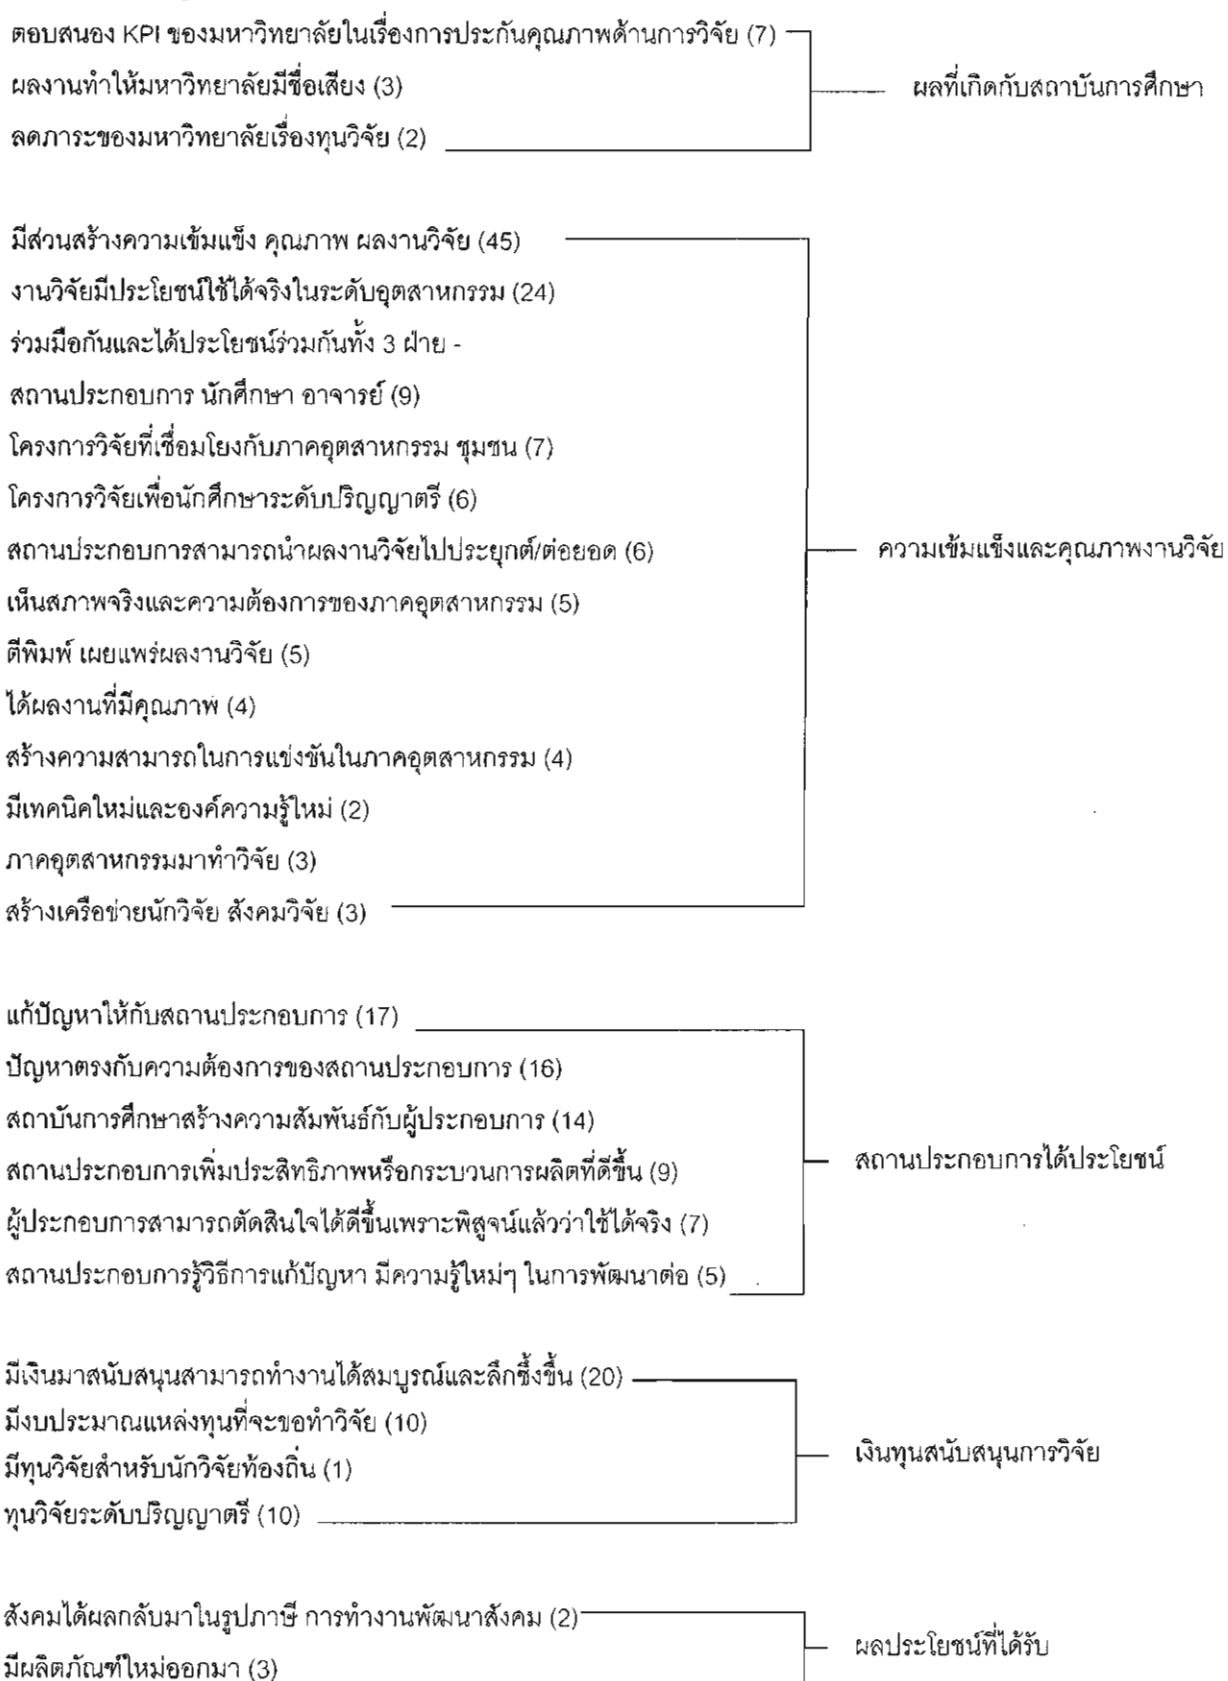 ตอบสนอง KPI ของมหาวิทยาลัยในเรื่องการประกันคุณภาพด้านการวิจัย (7)
ผลงานทำให้มหาวิทยาลัยมีชื่อเสียง (3)
ผลที่เกิดกับสถาบันการศึกษา
ลดภาระของมหาวิทยาลัยเรื่องทุนวิจัย (2)
มีส่วนสร้างความเข้มแข็ง คุณภาพ ผลงานวิจัย (45)
งานวิจัยมีประโยชน์ใช้ได้จริงในระดับอุตสาหกรรม (24)
ร่วมมือกันและได้ประโยชน์ร่วมกันทั้ง 3 ฝ่าย -
สถานประกอบการ นักศึกษา อาจารย์ (9)
โครงการวิจัยที่เชื่อมโยงกับภาคอุตสาหกรรม ชุมชน (7)
โครงการวิจัยเพื่อนักศึกษาระดับปริญญาตรี (6)
สถานประกอบการสามารถนำผลงานวิจัยไปประยุกต์/ต่อยอด (6)
ความเข้มแข็งและคุณภาพงานวิจัย
เห็นสภาพจริงและความต้องการของภาคอุตสาหกรรม (5)
ตีพิมพ์ เผยแพร่ผลงานวิจัย (5)
ได้ผลงานที่มีคุณภาพ (4)
สร้างความสามารถในการแข่งขันในภาคอุตสาหกรรม (4)
มีเทคนิคใหม่และองค์ความรู้ใหม่ (2)
ภาคอุตสาหกรรมมาทำวิจัย (3)
สร้างเครือข่ายนักวิจัย สังคมวิจัย (3)
แก้ปัญหาให้กับสถานประกอบการ (17)
ปัญหาตรงกับความต้องการของสถานประกอบการ (16)
สถาบันการศึกษาสร้างความสัมพันธ์กับผู้ประกอบการ (14)
สถานประกอบการเพิ่มประสิทธิภาพหรือกระบวนการผลิตที่ดีขึ้น (9)
สถานประกอบการได้ประโยชน์
ผู้ประกอบการสามารถตัดสินใจได้ดีขึ้นเพราะพิสูจน์แล้วว่าใช้ได้จริง (7)
สถานประกอบการรู้วิธีการแก้ปัญหา มีความรู้ใหม่ๆ ในการพัฒนาต่อ (5)
มีเงินมาสนับสนุนสามารถทำงานได้สมบูรณ์และลึกซึ้งขึ้น (20)
มีงบประมาณแหล่งทุนที่จะขอทำวิจัย (10)
เงินทุนสนับสนุนการวิจัย
มีทุนวิจัยสำหรับนักวิจัยท้องถิ่น (1)
ทุนวิจัยระดับปริญญาตรี (10)
สังคมได้ผลกลับมาในรูปภาษี การทำงานพัฒนาสังคม (2)
ผลประโยชน์ที่ได้รับ
มีผลิตภัณฑ์ใหม่ออกมา (3)